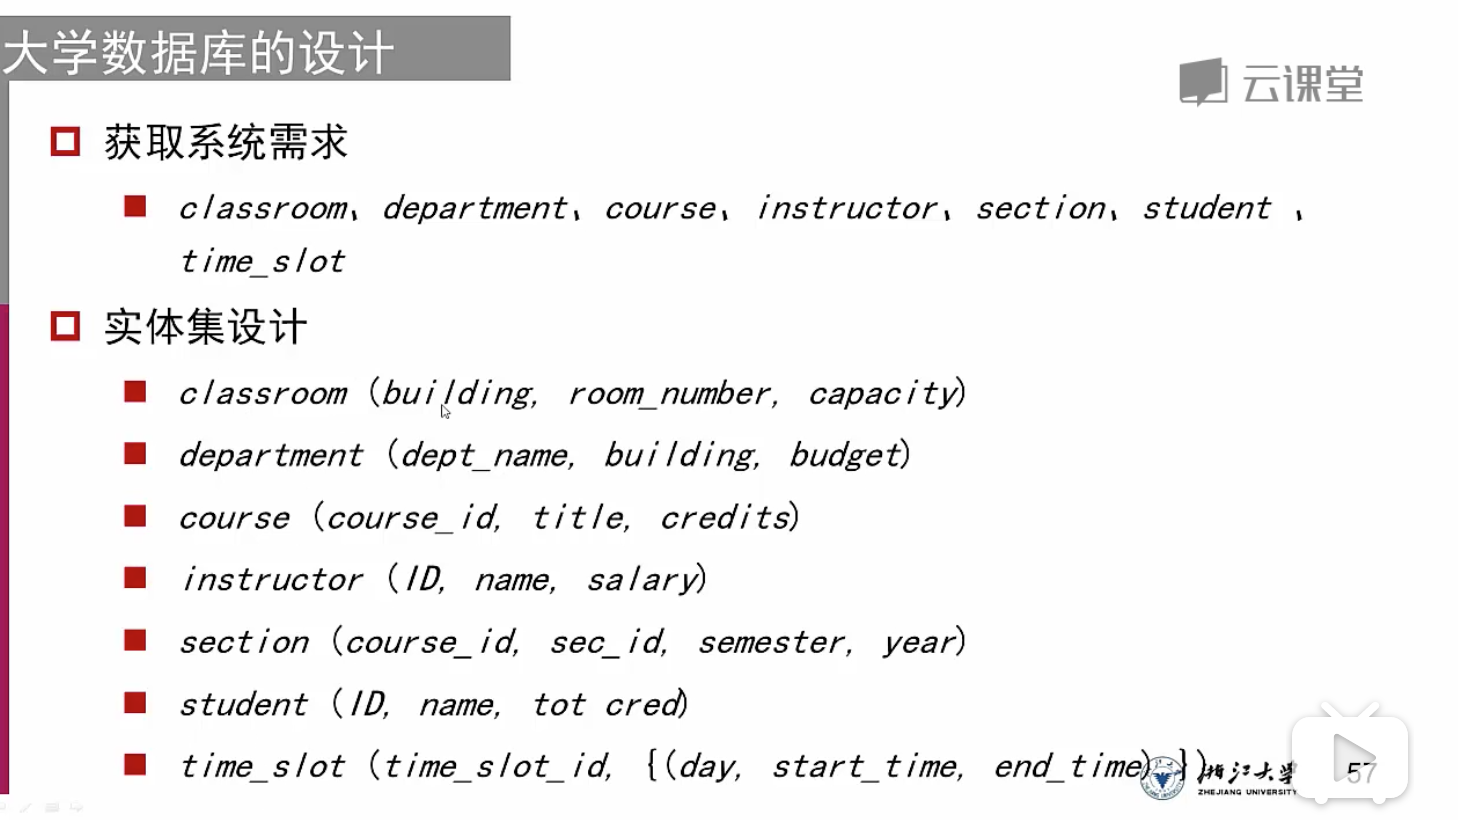 大学数据库的设计
云课堂
获取系统需求
classroom、department、course、instructor、section、student 、
time_slot
实体集设计
classroom (building, room_number, capacity)
department (dept_name, building, budget)
course (course_id, title, credits)
instructor (ID, name, salary)
section (course_id, sec_id, semester, year)
student (ID, name, tot cred)
time_slot (time_slot_id, {(day, start_time, end_time) })
浙江大学
ZHEJIANG UNIVERSITY
57